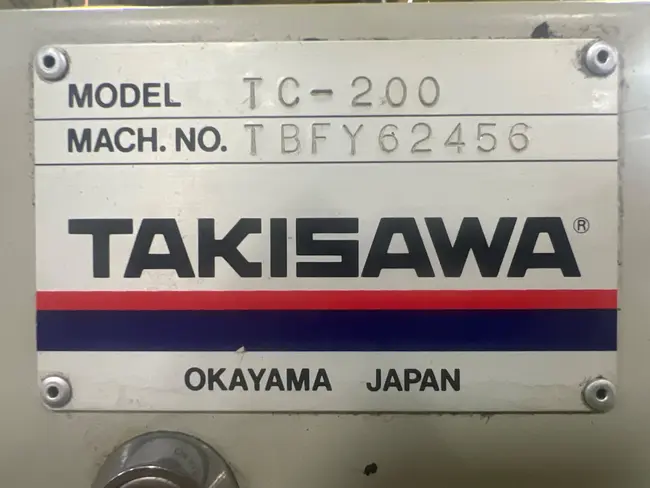 MODEL TC-200
MACH. NO. TBFY62456
TAKISAWA®
OKAYAMA JAPAN